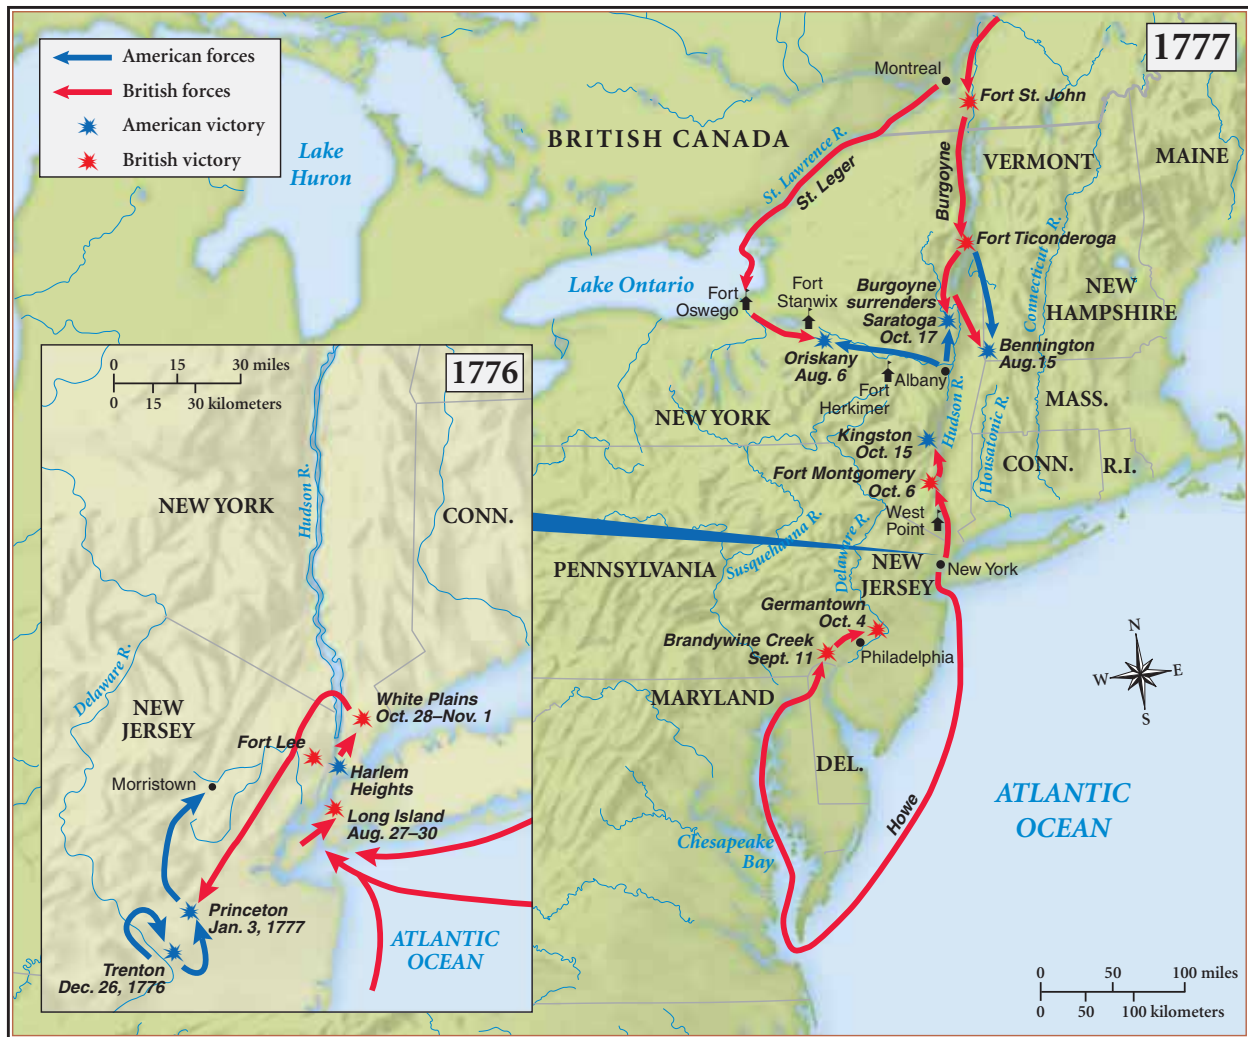 American forces
British forces
American victory
British victory
1777
Montreal
Fort St. John
BRITISH CANADA
Lake
Huron
St. Lawrence R.
St. Leger
Burgoyne
VERMONT
MAINE
Fort Ticonderoga
Connecticut R.
Lake Ontario
Fort
Oswego
Fort
Stanwix
Burgoyne
surrenders
Saratoga
Oct. 17
NEW
HAMPSHIRE
Bennington
Aug.15
Oriskany
Aug. 6
Fort
Herkimer
Albany
Hudson R.
Housatonic R.
MASS.
NEW YORK
Kingston
Oct. 15
CONN.
R.I.
Fort Montgomery
Oct. 6
West
Point
Susquehanna R.
Delaware R.
PENNSYLVANIA
NEW
JERSEY
New York
Germantown
Oct. 4
Brandywine Creek
Sept. 11
Philadelphia
MARYLAND
DEL.
Howe
Chesapeake
Bay
ATLANTIC
OCEAN
N
W
E
S
0 50 100 miles
0 50 100 kilometers
1776
0 15 30 miles
0 15 30 kilometers
NEW YORK
Hudson R.
CONN.
Delaware R.
NEW
JERSEY
White Plains
Oct. 28–Nov. 1
Fort Lee
Harlem
Heights
Morristown
Long Island
Aug. 27–30
Princeton
Jan. 3, 1777
Trenton
Dec. 26, 1776
ATLANTIC
OCEAN